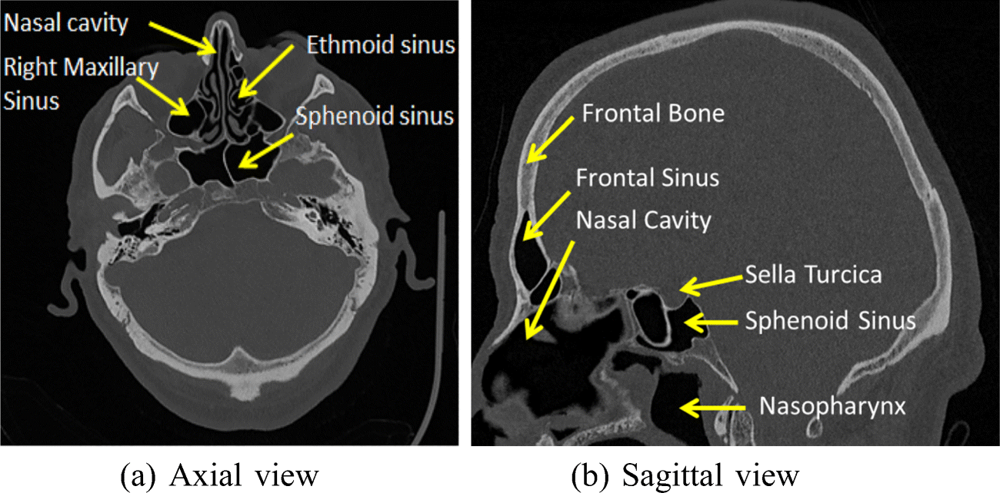 Nasal cavity
Ethmoid sinus
Right Maxillary
Sinus
Sphenoid sinus
Frontal Bone
Frontal Sinus
Nasal Cavity
Sella Turcica
Sphenoid Sinus
Nasopharynx
(a) Axial view
(b) Sagittal view